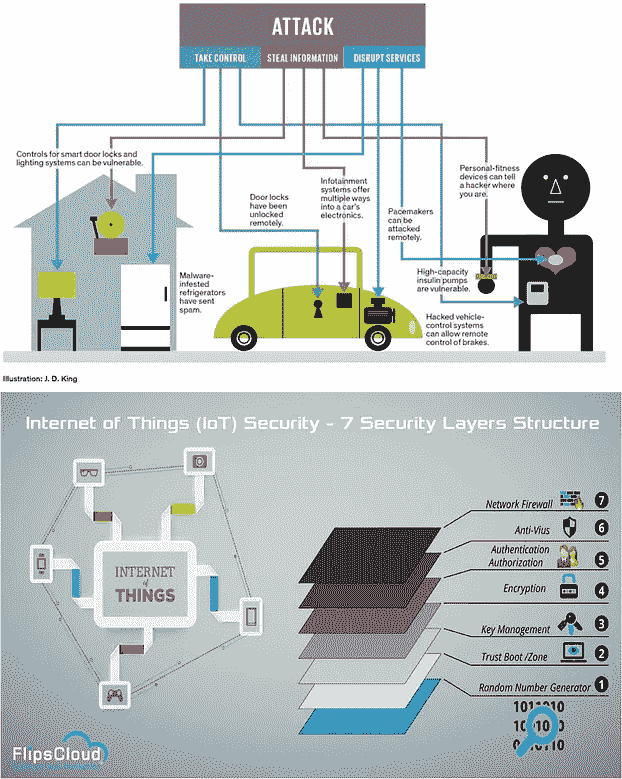 ATTACK
TAKE CONTROL
STEAL INFORMATION
DISRUPT SERVICES
Controls for smart door locks and
lighting systems can be vulnerable.
Door locks
have been
unlocked
remotely.
Infotainment
systems offer
multiple ways
into a car's
electronics.
Pacemakers
can be
attacked
remotely.
Personal-fitness
devices can tell
a hacker where
you are.
Malware-
infested
refrigerators
have sent
spam.
High-capacity
insulin pumps
are vulnerable.
Hacked vehicle-
control systems
can allow remote
control of brakes.
Illustration: J. D. King
Internet of Things (IoT) Security - 7 Security Layers Structure
INTERNET
of
THINGS
Network Firewall 7
Anti-Vius 6
Authentication
Authorization 5
Encryption 4
Key Management 3
Trust Boot /Zone 2
Random Number Generator 1
1011010
FlipsCloud